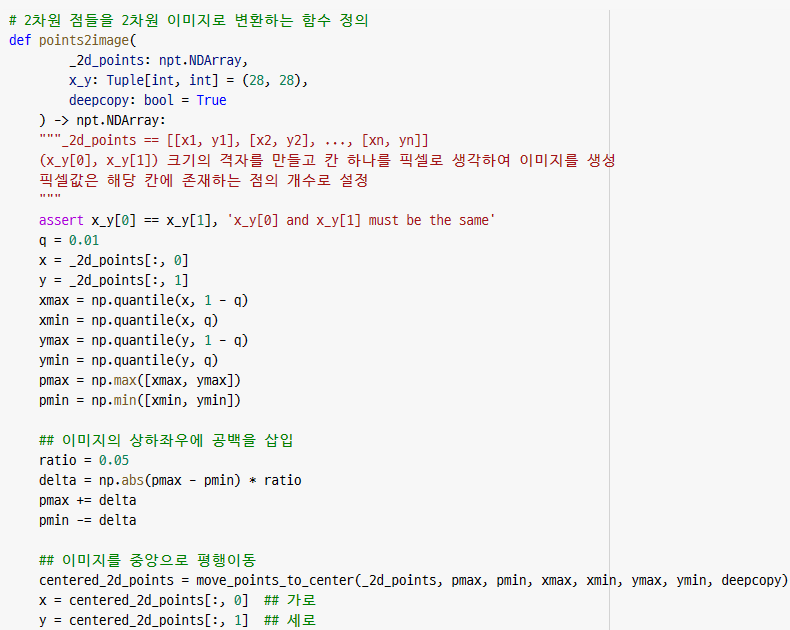 # 2차원 점들을 2차원 이미지로 변환하는 함수 정의
def points2image(
        _2d_points: npt.NDArray,
        x_y: Tuple[int, int] = (28, 28),
        deepcopy: bool = True
    ) -> npt.NDArray:
    """_2d_points == [[x1, y1], [x2, y2], ..., [xn, yn]]
    (x_y[0], x_y[1]) 크기의 격자를 만들고 칸 하나를 픽셀로 생각하여 이미지를 생성
    픽셀값은 해당 칸에 존재하는 점의 개수로 설정
    """
    assert x_y[0] == x_y[1], 'x_y[0] and x_y[1] must be the same'
    q = 0.01
    x = _2d_points[:, 0]
    y = _2d_points[:, 1]
    xmax = np.quantile(x, 1 - q)
    xmin = np.quantile(x, q)
    ymax = np.quantile(y, 1 - q)
    ymin = np.quantile(y, q)
    pmax = np.max([xmax, ymax])
    pmin = np.min([xmin, ymin])

    ## 이미지의 상하좌우에 공백을 삽입
    ratio = 0.05
    delta = np.abs(pmax - pmin) * ratio
    pmax += delta
    pmin -= delta

    ## 이미지를 중앙으로 평행이동
    centered_2d_points = move_points_to_center(_2d_points, pmax, pmin, xmax, xmin, ymax, ymin, deepcopy)
    x = centered_2d_points[:, 0]  ## 가로
    y = centered_2d_points[:, 1]  ## 세로